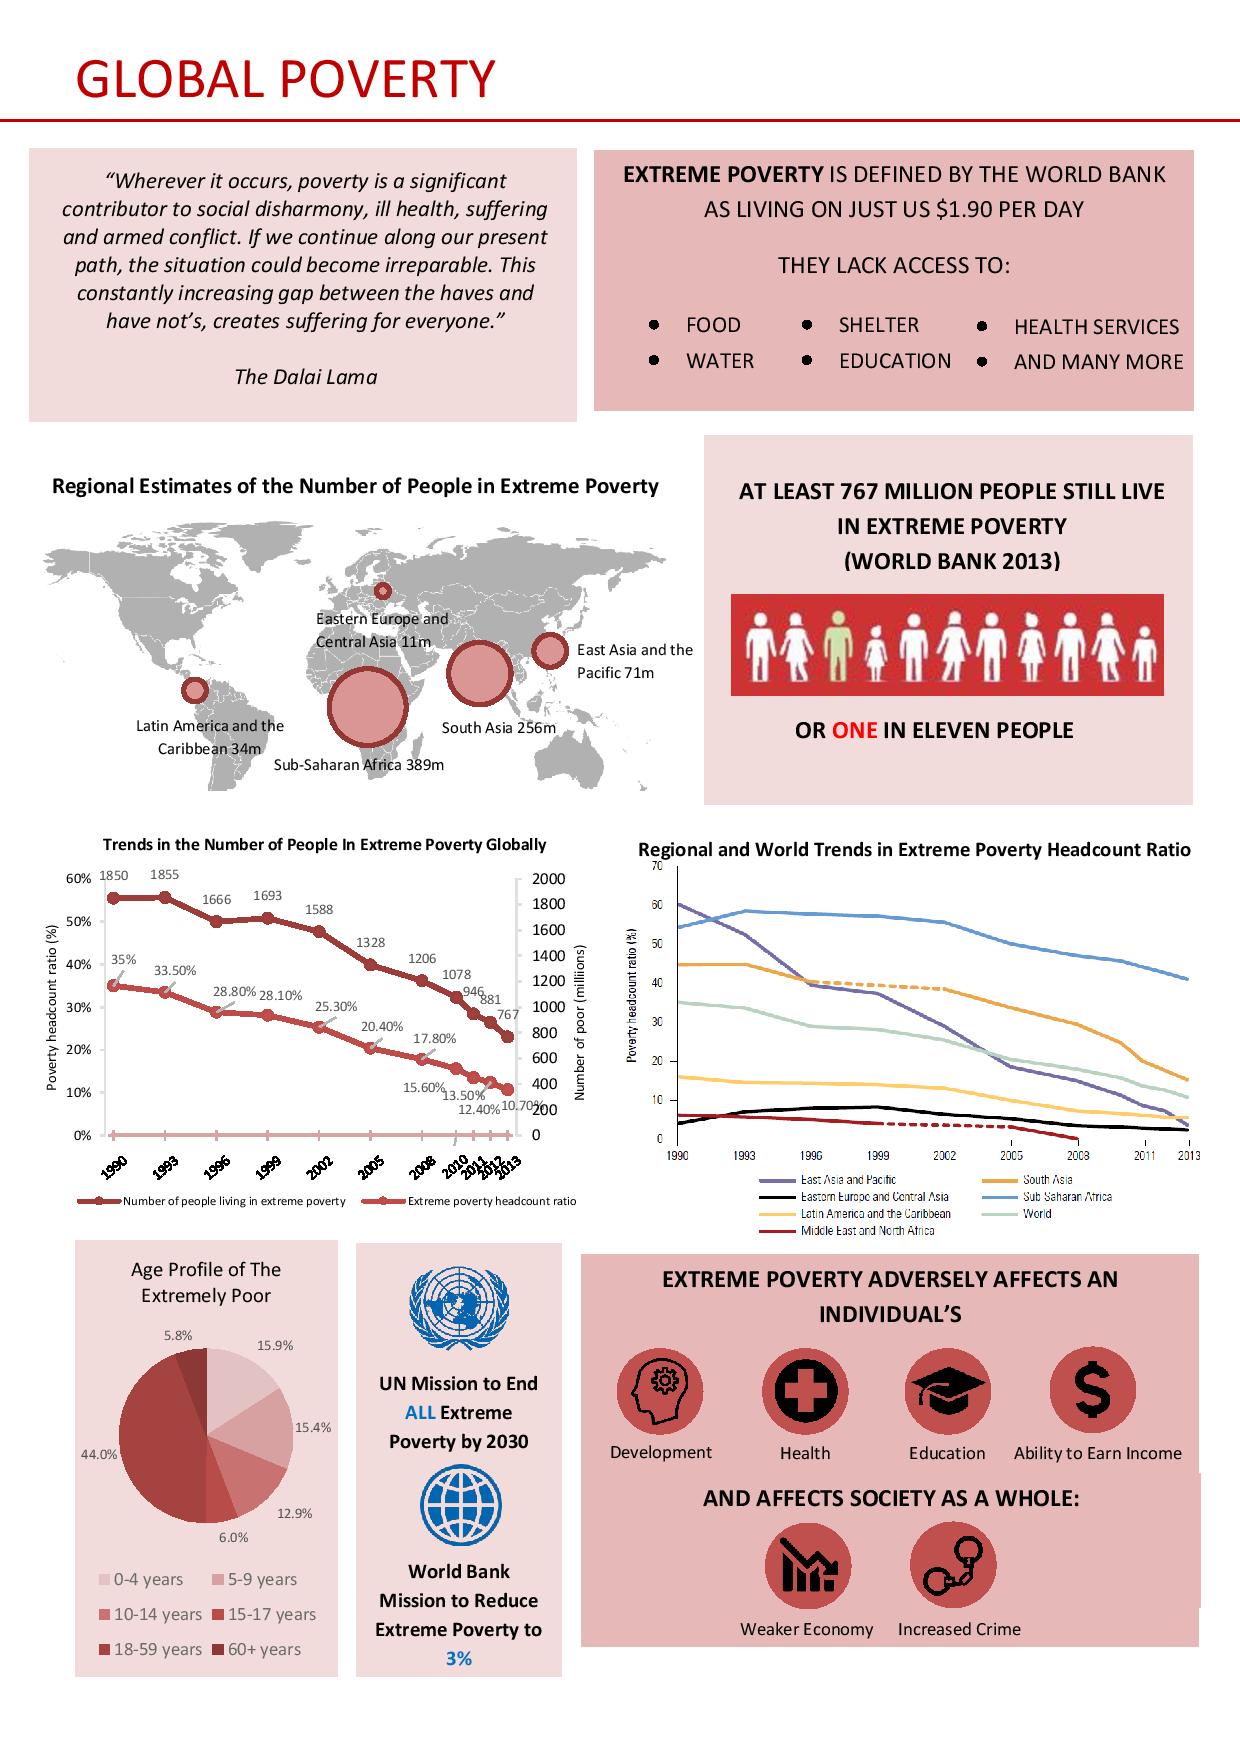 GLOBAL POVERTY
“Wherever it occurs, poverty is a significant
contributor to social disharmony, ill health, suffering
and armed conflict. If we continue along our present
path, the situation could become irreparable. This
constantly increasing gap between the haves and
have not’s, creates suffering for everyone.”
The Dalai Lama
EXTREME POVERTY IS DEFINED BY THE WORLD BANK
AS LIVING ON JUST US $1.90 PER DAY
THEY LACK ACCESS TO:
• FOOD • SHELTER • HEALTH SERVICES
• WATER • EDUCATION • AND MANY MORE
Regional Estimates of the Number of People in Extreme Poverty
Eastern Europe and
Central Asia 11m
East Asia and the
Pacific 71m
Latin America and the
Caribbean 34m
South Asia 256m
Sub-Saharan Africa 389m
AT LEAST 767 MILLION PEOPLE STILL LIVE
IN EXTREME POVERTY
(WORLD BANK 2013)
OR ONE IN ELEVEN PEOPLE
Trends in the Number of People In Extreme Poverty Globally
Poverty headcount ratio (%)
60%
50%
40%
30%
20%
10%
0%
1850 1855 1666 1693 1588 1328 1206 1078 946 881 767
35% 33.50% 28.80% 28.10% 25.30% 20.40% 17.80% 15.60% 13.50% 12.40% 10.70%
2000
1800
1600
1400
1200
1000
800
600
400
200
0
Number of poor (milliions)
1990 1993 1996 1999 2002 2005 2008 2010 2011 2012 2013
Number of people living in extreme poverty Extreme poverty headcount ratio
Regional and World Trends in Extreme Poverty Headcount Ratio
Poverty headcount ratio (%)
70
60
50
40
30
20
10
0
1990 1993 1996 1999 2002 2005 2008 2011 2013
East Asia and Pacific South Asia
Eastern Europe and Central Asia Sub Saharan Africa
Latin America and the Caribbean World
Middle East and North Africa
Age Profile of The
Extremely Poor
5.8% 15.9%
15.4%
44.0%
12.9%
6.0%
0-4 years 5-9 years
10-14 years 15-17 years
18-59 years 60+ years
UN Mission to End
ALL Extreme
Poverty by 2030
World Bank
Mission to Reduce
Extreme Poverty to
3%
EXTREME POVERTY ADVERSELY AFFECTS AN
INDIVIDUAL’S
$
Development Health Education Ability to Earn Income
AND AFFECTS SOCIETY AS A WHOLE:
Weaker Economy Increased Crime